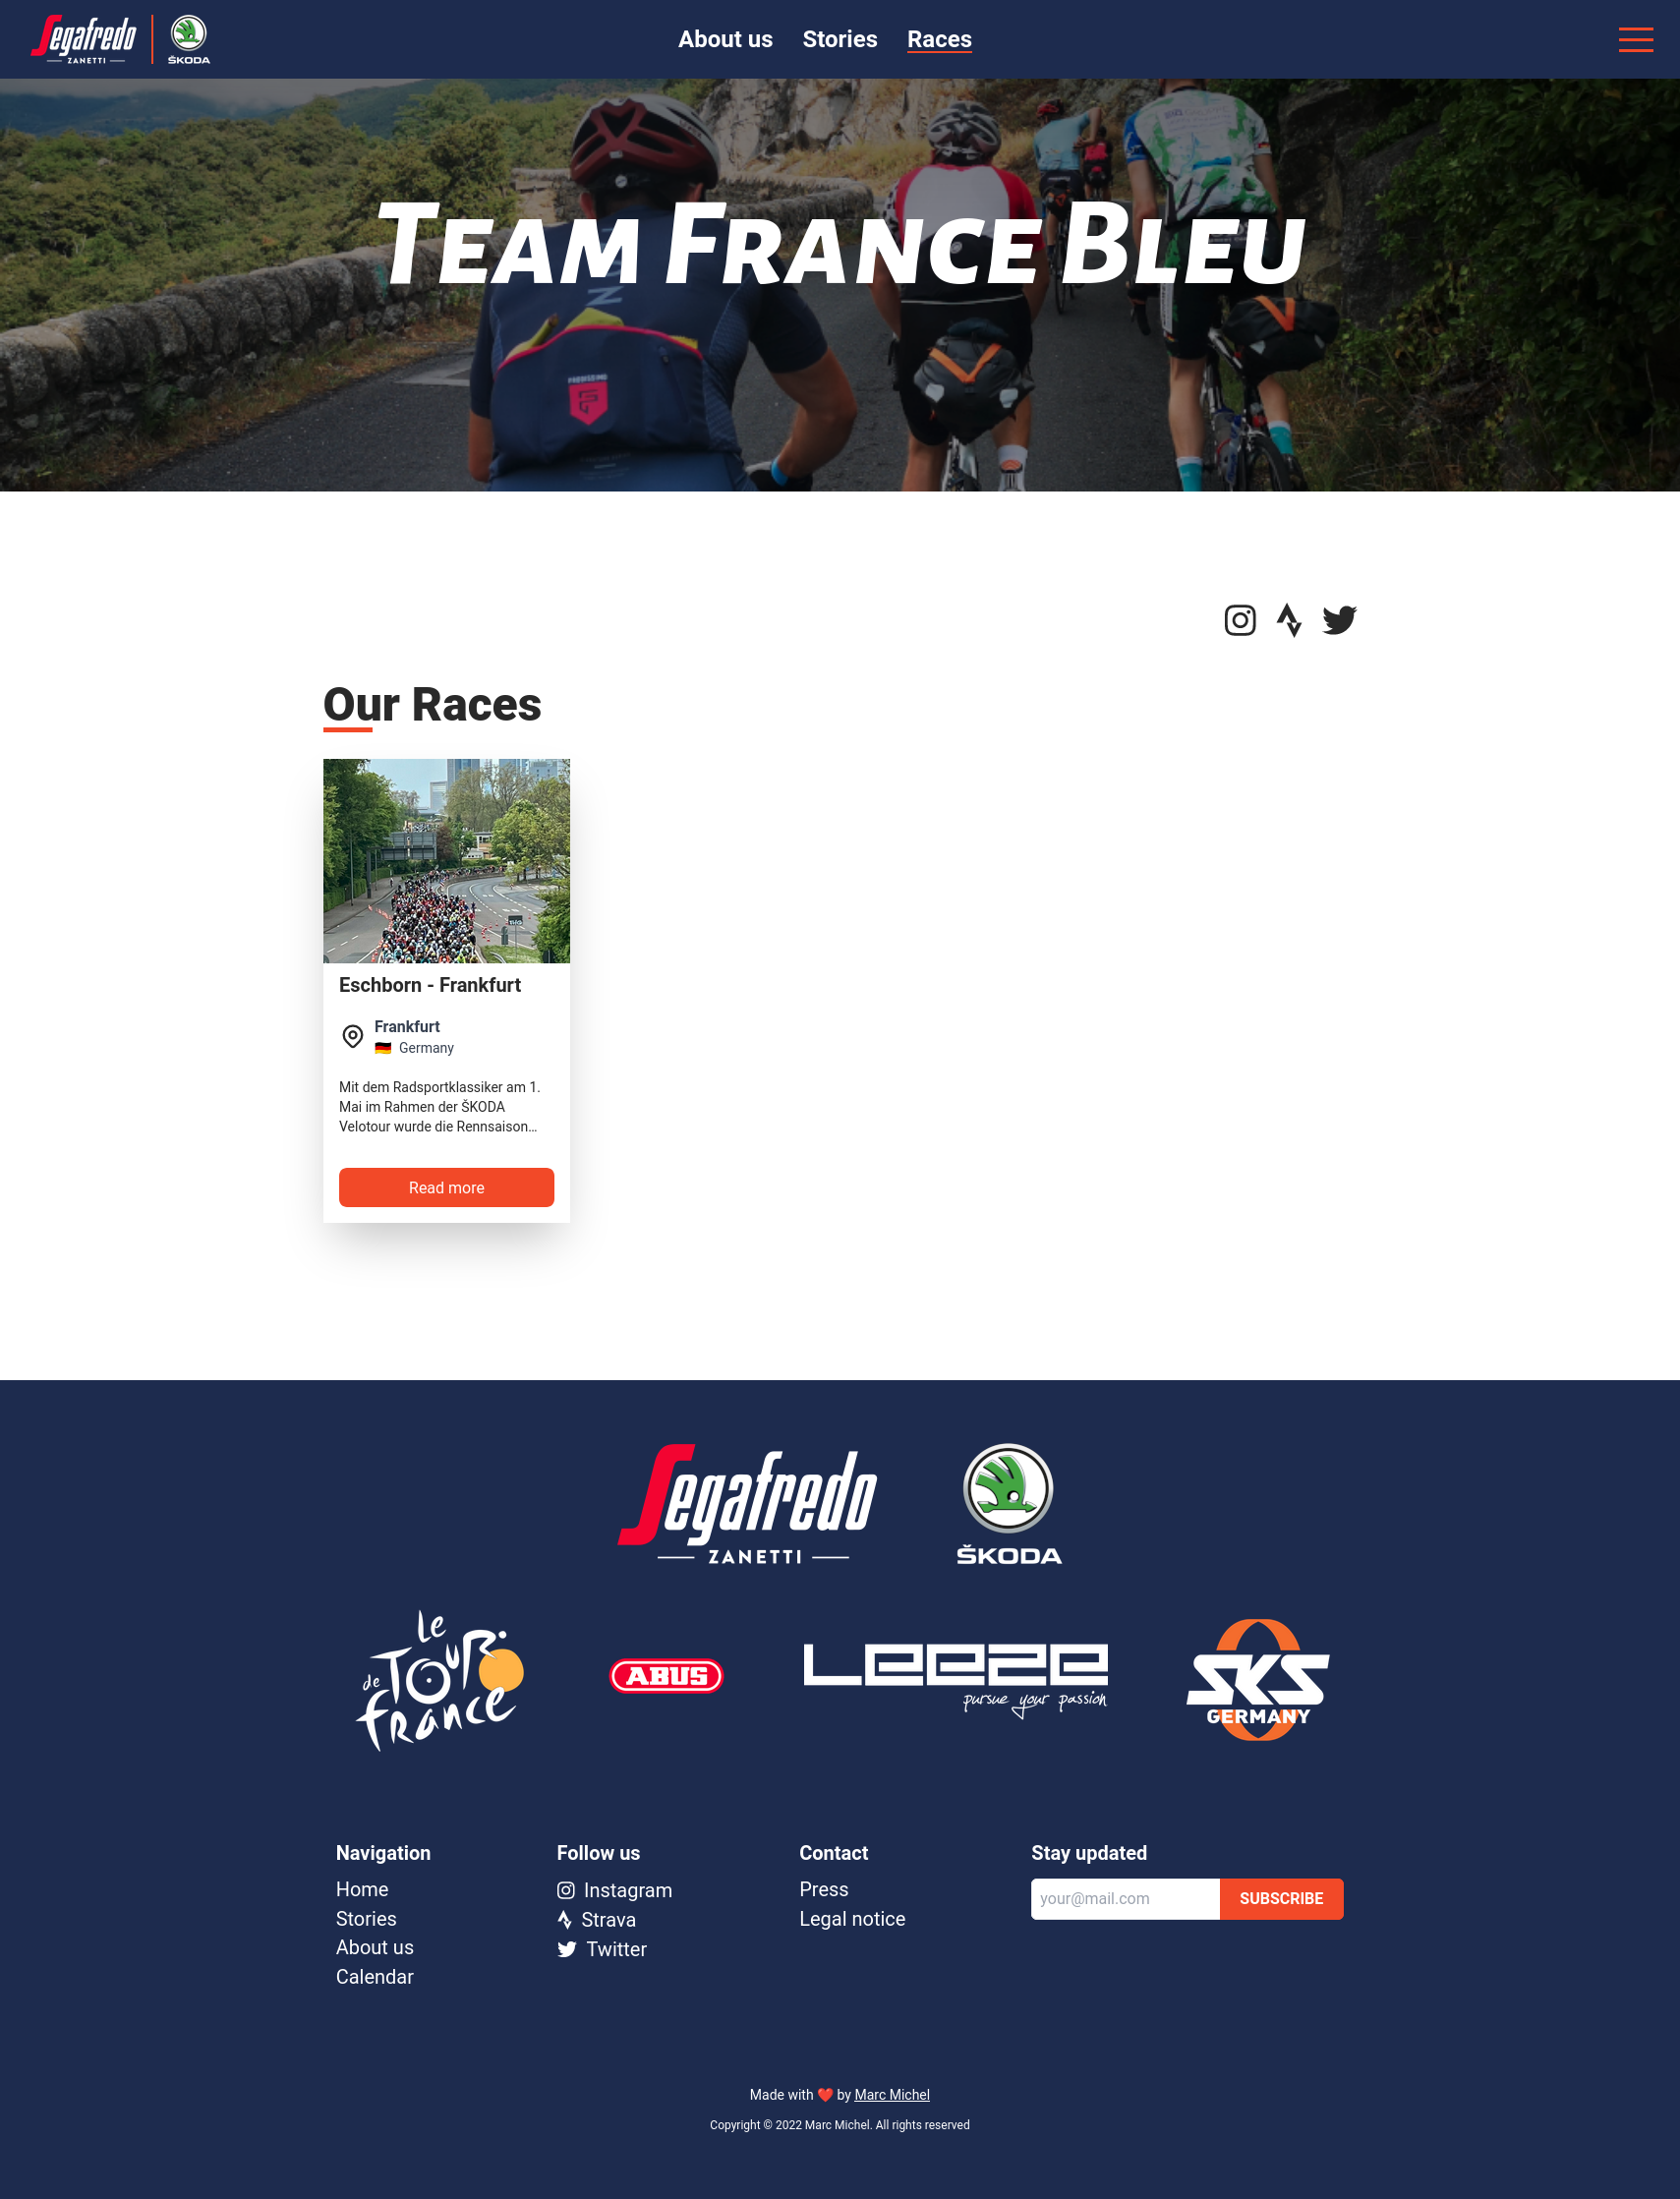 Segafredo
ZANETTI
ŠKODA
About us
Stories
Races
Team France Bleu
Our Races
Eschborn - Frankfurt
Frankfurt
🇩🇪 Germany
Mit dem Radsportklassiker am 1.
Mai im Rahmen der ŠKODA
Velotour wurde die Rennsaison…
Read more
Segafredo
ZANETTI
ŠKODA
Le
TOUR
de
france
ABUS
LEEZE
pursue your passion
SKS
GERMANY
Navigation
Home
Stories
About us
Calendar
Follow us
Instagram
Strava
Twitter
Contact
Press
Legal notice
Stay updated
your@mail.com
SUBSCRIBE
Made with ❤️ by Marc Michel
Copyright © 2022 Marc Michel. All rights reserved